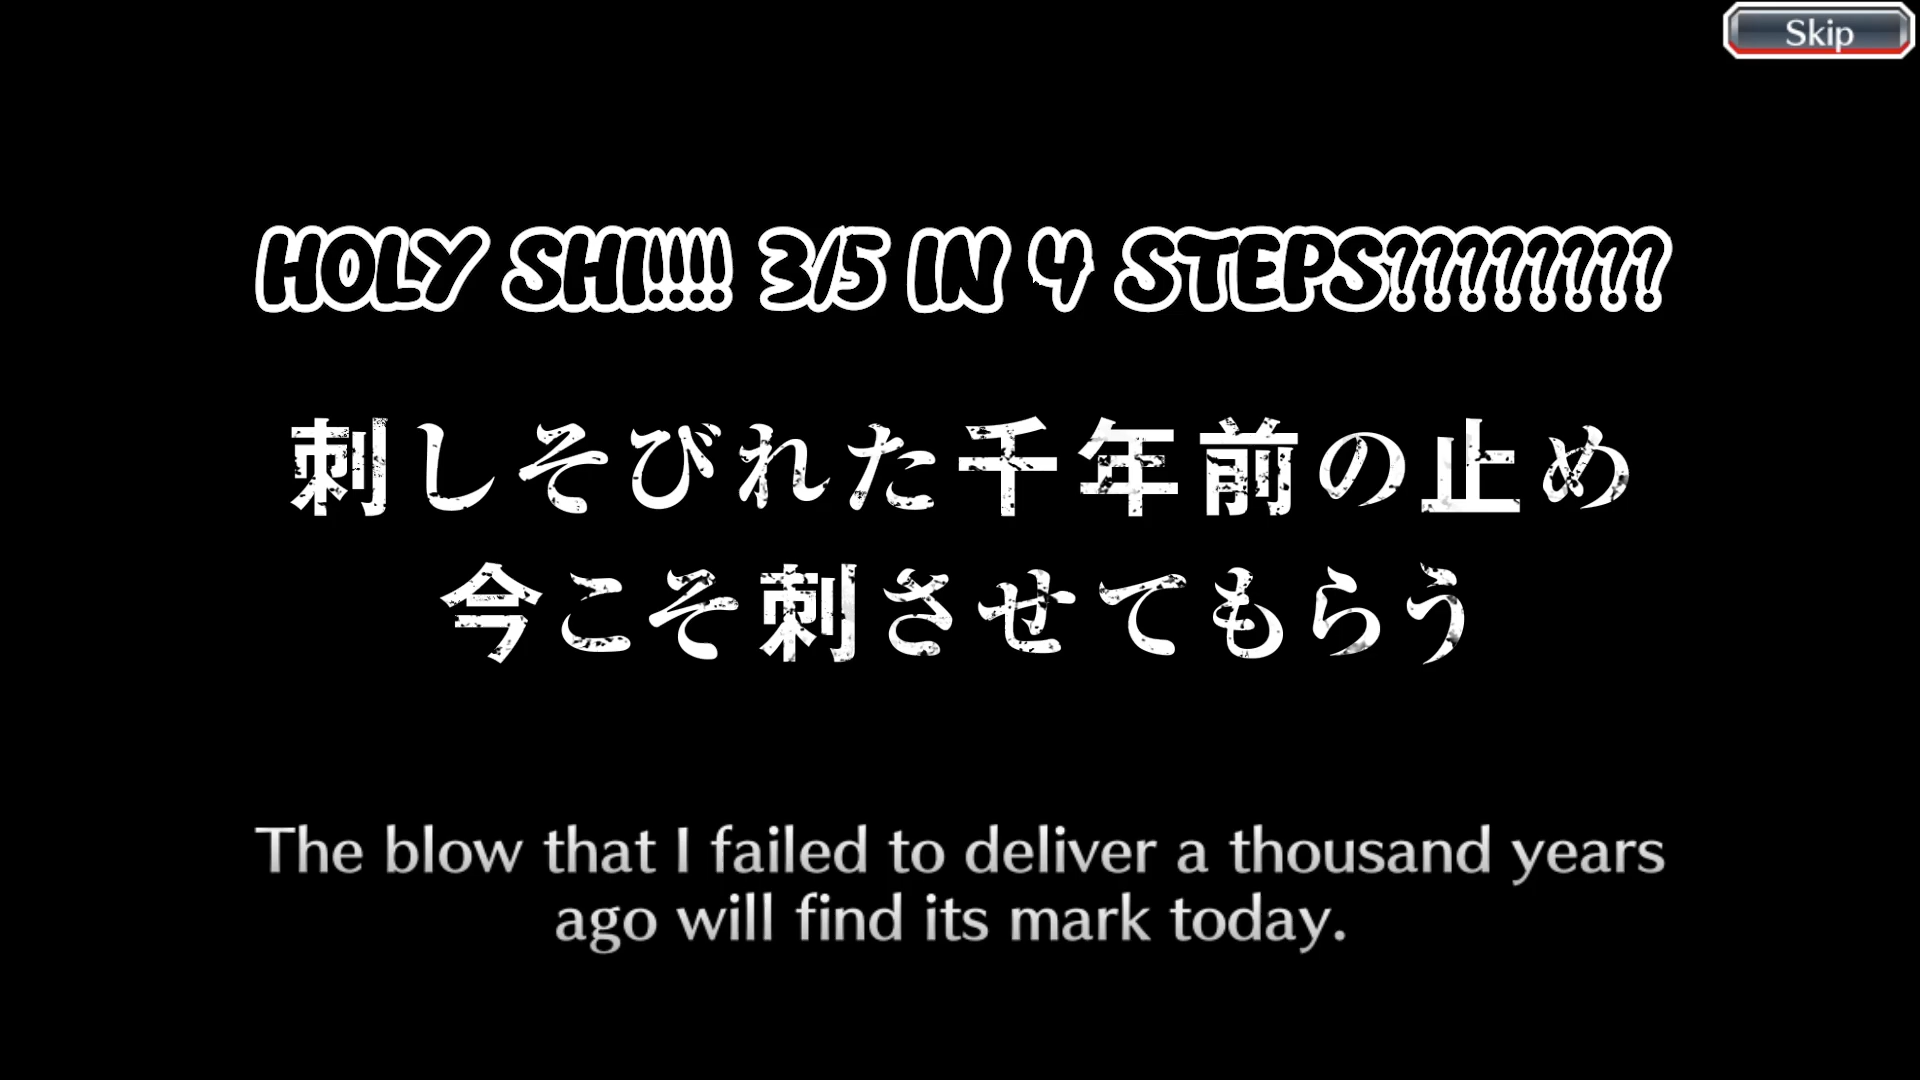 Skip
HOLY SHI!!!! 3/5 IN 4 STEPS????????
刺しそびれた千年前の止め
今こそ刺させてもらう
The blow that I failed to deliver a thousand years
ago will find its mark today.